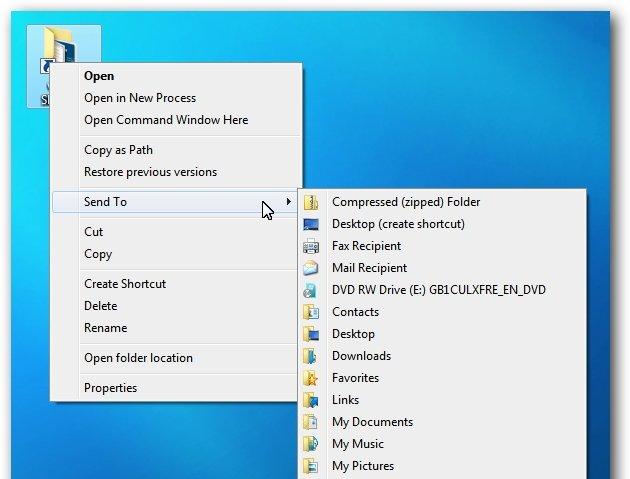 Open
Open in New Process
Open Command Window Here
Copy as Path
Restore previous versions
Send To
Cut
Copy
Create Shortcut
Delete
Rename
Open folder location
Properties
Compressed (zipped) Folder
Desktop (create shortcut)
Fax Recipient
Mail Recipient
DVD RW Drive (E:) GB1CULXFRE_EN_DVD
Contacts
Desktop
Downloads
Favorites
Links
My Documents
My Music
My Pictures